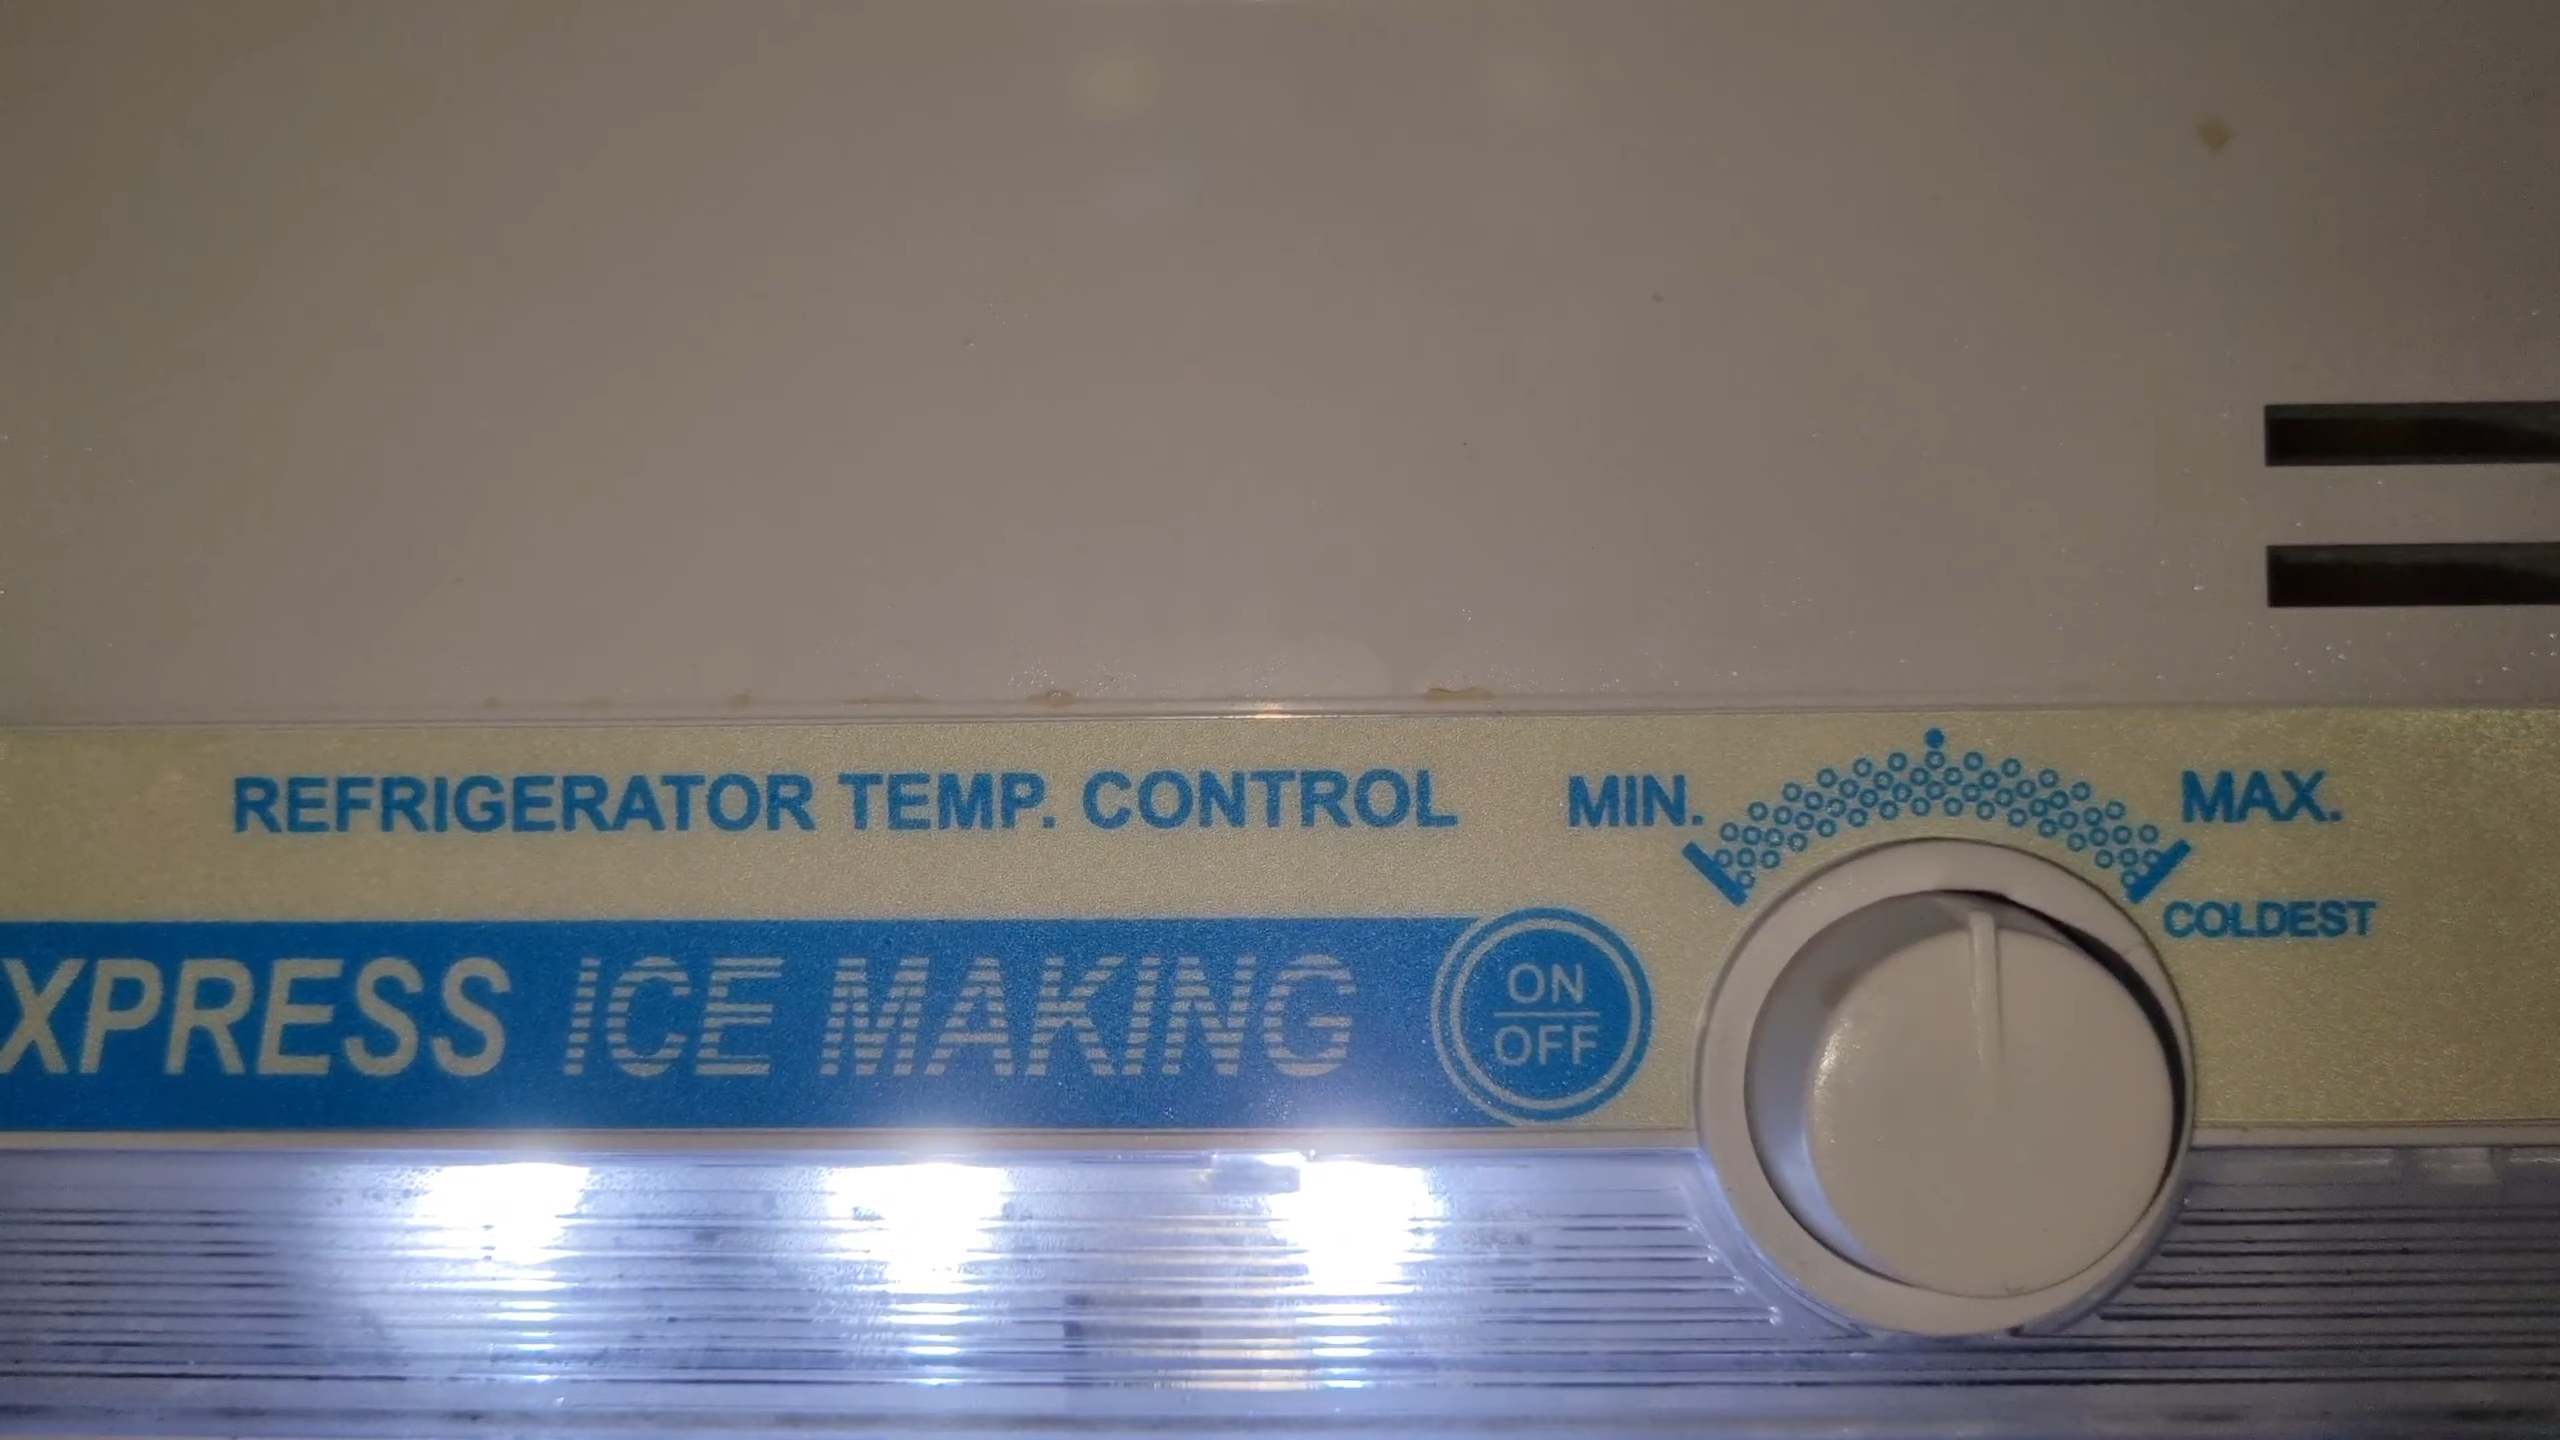 REFRIGERATOR TEMP. CONTROL
MIN.
MAX.
COLDEST
XPRESS ICE MAKING
ON
OFF